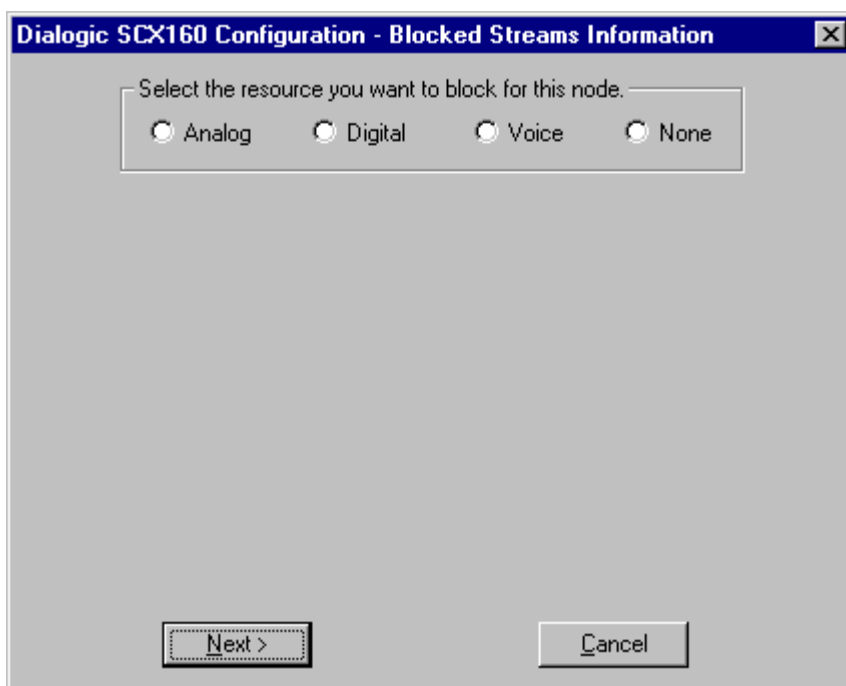 Dialogic SCX160 Configuration - Blocked Streams Information
Select the resource you want to block for this node.
Analog Digital Voice None
Next > Cancel